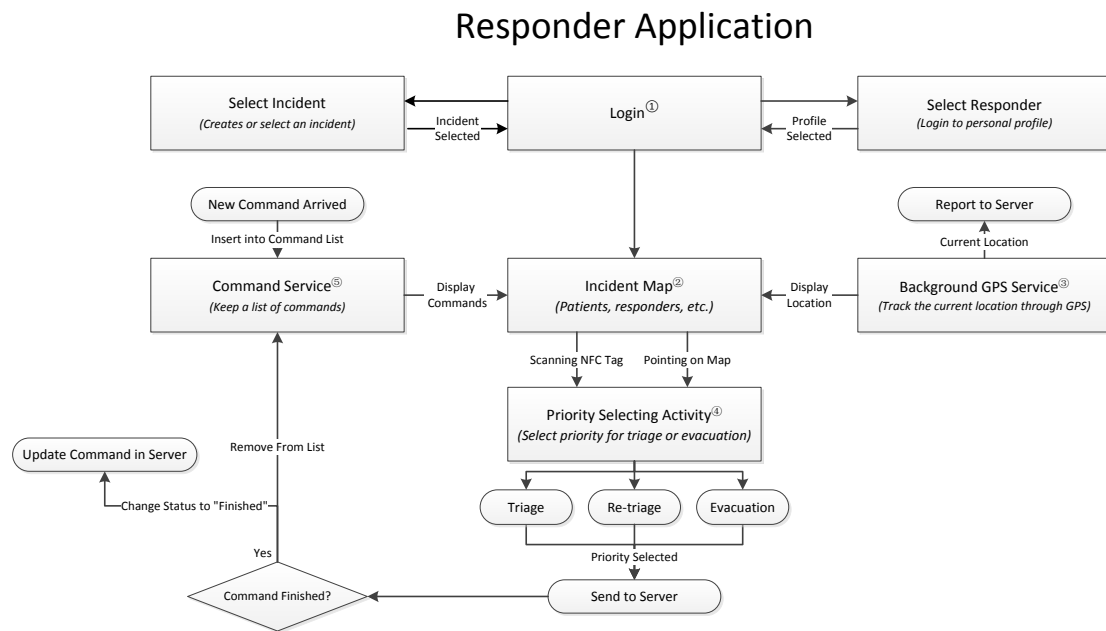 Responder Application
Select Incident
(Creates or select an incident)
Login①
Select Responder
(Login to personal profile)
Incident
Selected
Profile
Selected
New Command Arrived
Report to Server
Insert into Command List
Current Location
Command Service⑤
(Keep a list of commands)
Display
Commands
Incident Map②
(Patients, responders, etc.)
Display
Location
Background GPS Service③
(Track the current location through GPS)
Scanning NFC Tag
Pointing on Map
Priority Selecting Activity④
(Select priority for triage or evacuation)
Remove From List
Update Command in Server
Change Status to "Finished"
Triage
Re-triage
Evacuation
Yes
Priority Selected
Command Finished?
Send to Server